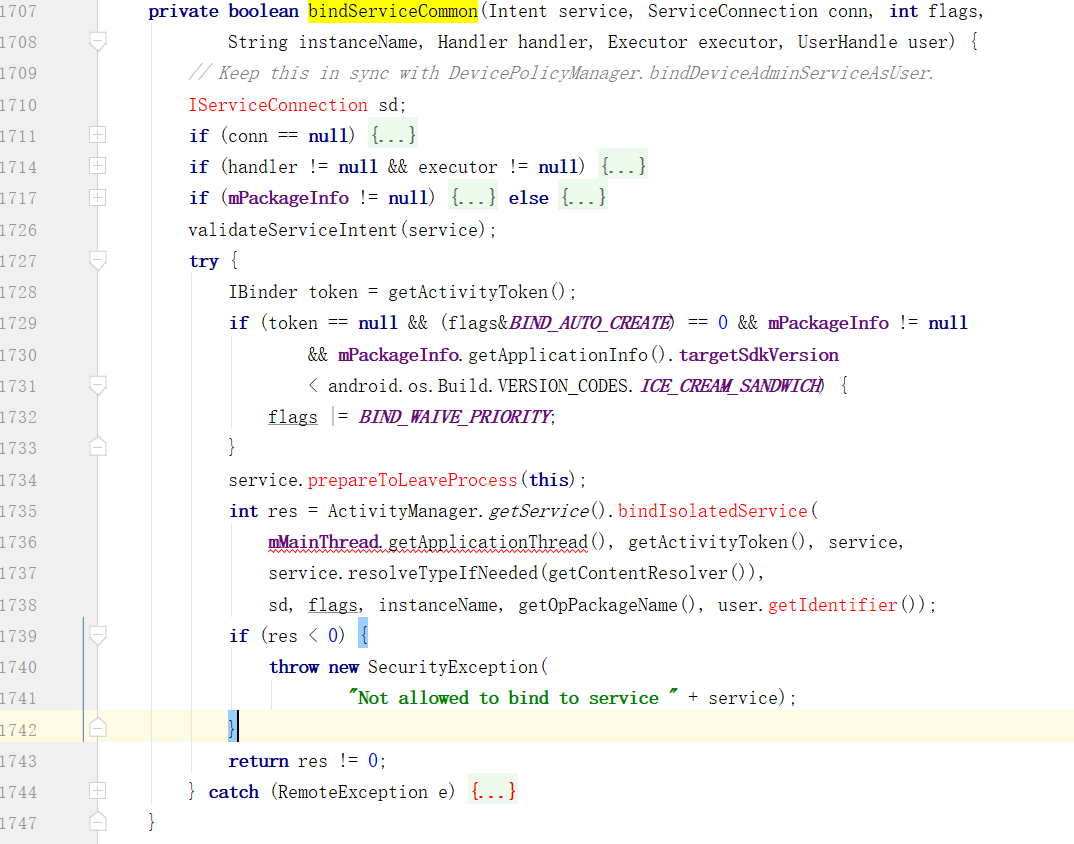 1707 private boolean bindServiceCommon(Intent service, ServiceConnection conn, int flags,
1708 String instanceName, Handler handler, Executor executor, UserHandle user) {
1709 // Keep this in sync with DevicePolicyManager.bindDeviceAdminServiceAsUser.
1710 IServiceConnection sd;
1711 if (conn == null) {...}
1714 if (handler != null && executor != null) {...}
1717 if (mPackageInfo != null) {...} else {...}
1726 validateServiceIntent(service);
1727 try {
1728 IBinder token = getActivityToken();
1729 if (token == null && (flags&BIND_AUTO_CREATE) == 0 && mPackageInfo != null
1730 && mPackageInfo.getApplicationInfo().targetSdkVersion
1731 < android.os.Build.VERSION_CODES.ICE_CREAM_SANDWICH) {
1732 flags |= BIND_WAIVE_PRIORITY;
1733 }
1734 service.prepareToLeaveProcess(this);
1735 int res = ActivityManager.getService().bindIsolatedService(
1736 mMainThread.getApplicationThread(), getActivityToken(), service,
1737 service.resolveTypeIfNeeded(getContentResolver()),
1738 sd, flags, instanceName, getOpPackageName(), user.getIdentifier());
1739 if (res < 0) {
1740 throw new SecurityException(
1741 "Not allowed to bind to service " + service);
1742 }
1743 return res != 0;
1744 } catch (RemoteException e) {...}
1747 }